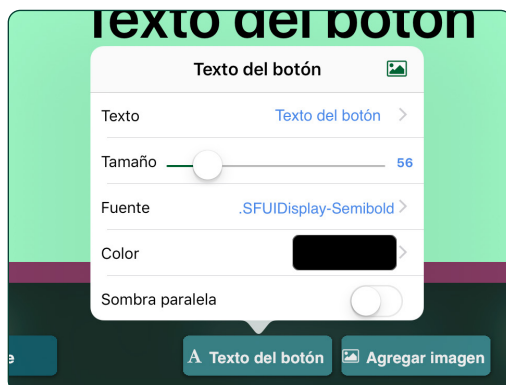 Texto del botón
Texto del botón
Texto Texto del botón
Tamaño 56
Fuente .SFUIDisplay-Semibold
Color
Sombra paralela
e A Texto del botón Agregar imagen